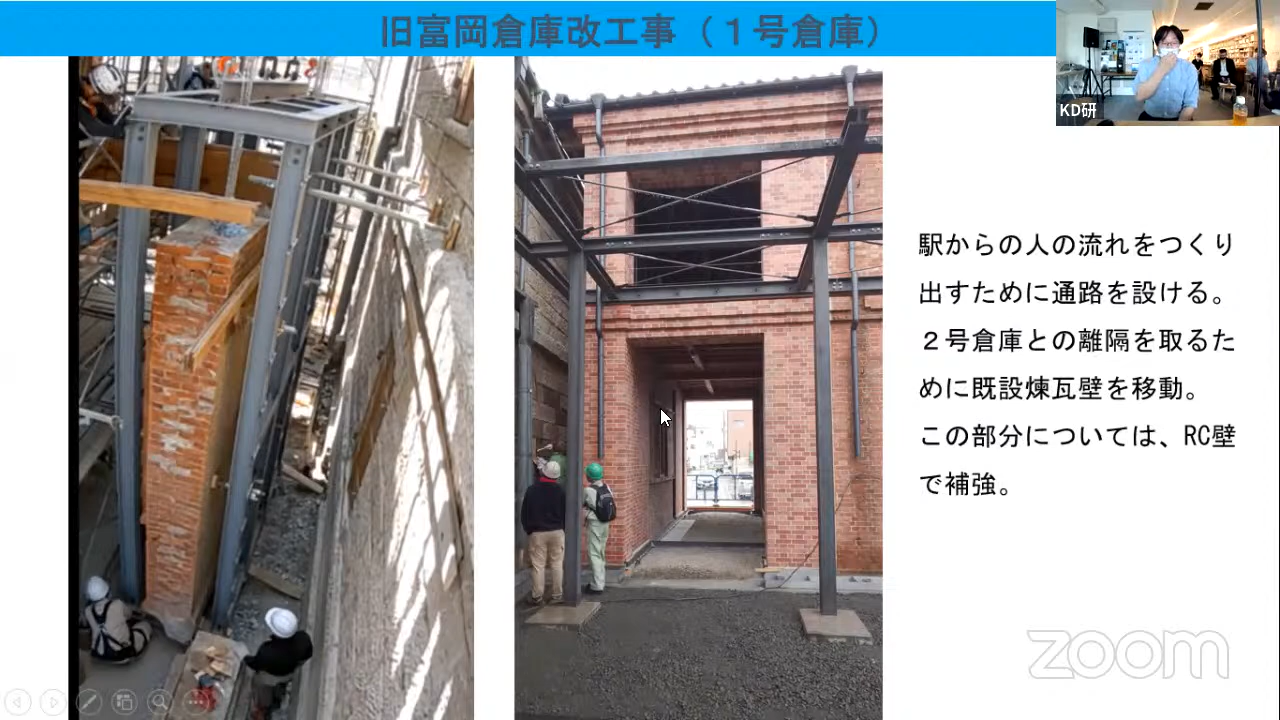 旧富岡倉庫改工事（１号倉庫）
KD研
駅からの人の流れをつくり
出すために通路を設ける。
２号倉庫との離隔を取るた
めに既設煉瓦壁を移動。
この部分については、RC壁
で補強。
zoom